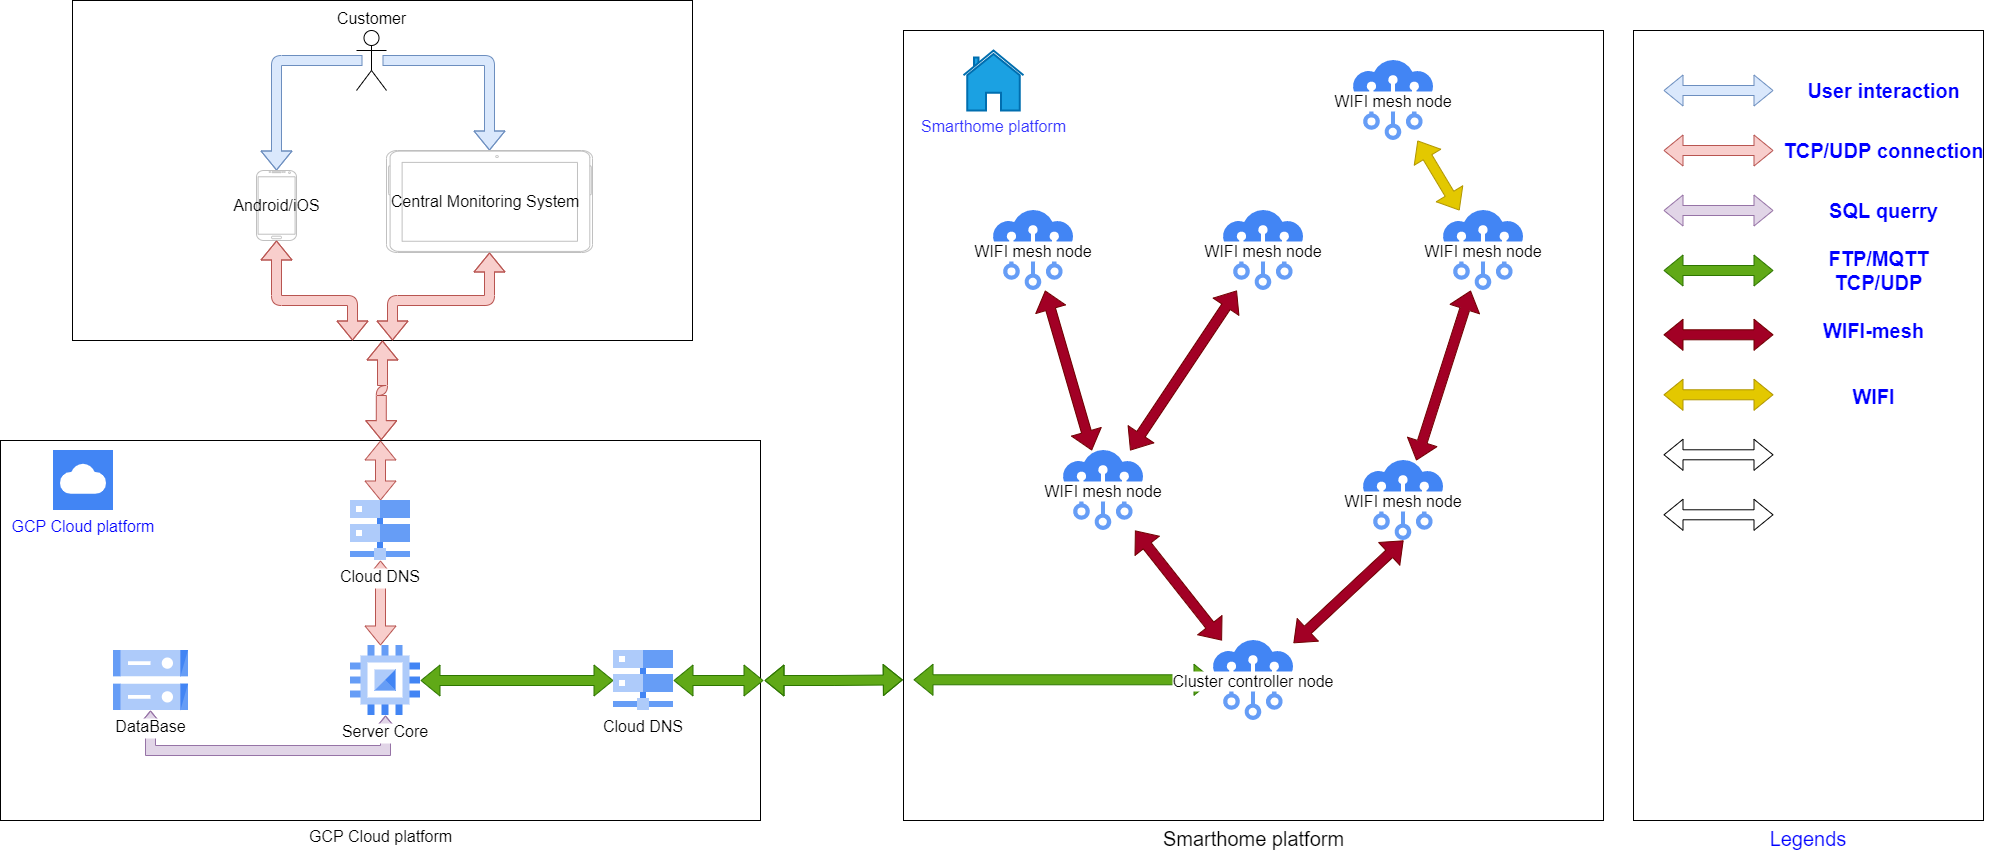 Customer
Android/iOS
Central Monitoring System
GCP Cloud platform
Cloud DNS
DataBase
Server Core
Cloud DNS
GCP Cloud platform
Smarthome platform
WIFI mesh node
WIFI mesh node
WIFI mesh node
WIFI mesh node
WIFI mesh node
WIFI mesh node
Cluster controller node
Smarthome platform
User interaction
TCP/UDP connection
SQL querry
FTP/MQTT
TCP/UDP
WIFI-mesh
WIFI
Legends